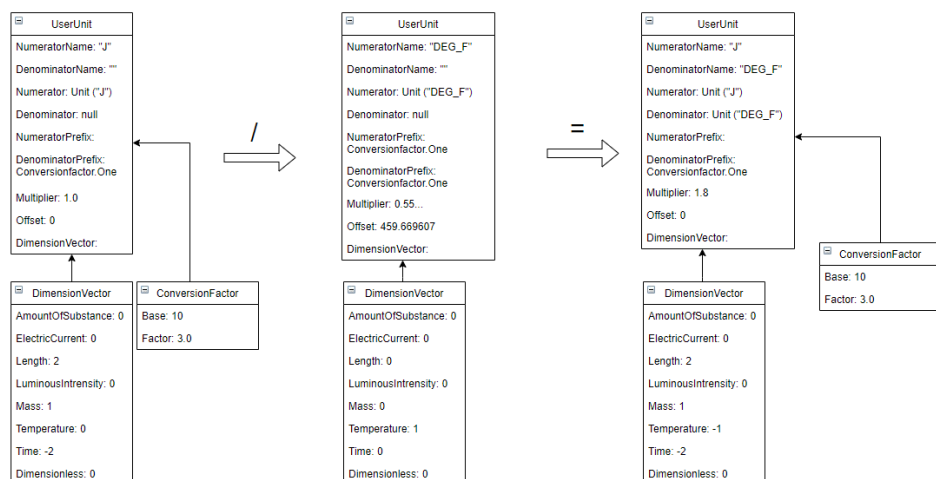 UserUnit
NumeratorName: "J"
DenominatorName: ""
Numerator: Unit ("J")
Denominator: null
NumeratorPrefix:
DenominatorPrefix:
Conversionfactor.One
Multiplier: 1.0
Offset: 0
DimensionVector:
DimensionVector
AmountOfSubstance: 0
ElectricCurrent: 0
Length: 2
LuminousIntrensity: 0
Mass: 1
Temperature: 0
Time: -2
Dimensionless: 0
ConversionFactor
Base: 10
Factor: 3.0
/
UserUnit
NumeratorName: "DEG_F"
DenominatorName: ""
Numerator: Unit ("DEG_F")
Denominator: null
NumeratorPrefix:
Conversionfactor.One
DenominatorPrefix:
Conversionfactor.One
Multiplier: 0.55...
Offset: 459.669607
DimensionVector:
DimensionVector
AmountOfSubstance: 0
ElectricCurrent: 0
Length: 0
LuminousIntrensity: 0
Mass: 0
Temperature: 1
Time: 0
Dimensionless: 0
=
UserUnit
NumeratorName: "J"
DenominatorName: "DEG_F"
Numerator: Unit ("J")
Denominator: Unit ("DEG_F")
NumeratorPrefix:
DenominatorPrefix:
Conversionfactor.One
Multiplier: 1.8
Offset: 0
DimensionVector:
DimensionVector
AmountOfSubstance: 0
ElectricCurrent: 0
Length: 2
LuminousIntrensity: 0
Mass: 1
Temperature: -1
Time: -2
Dimensionless: 0
ConversionFactor
Base: 10
Factor: 3.0